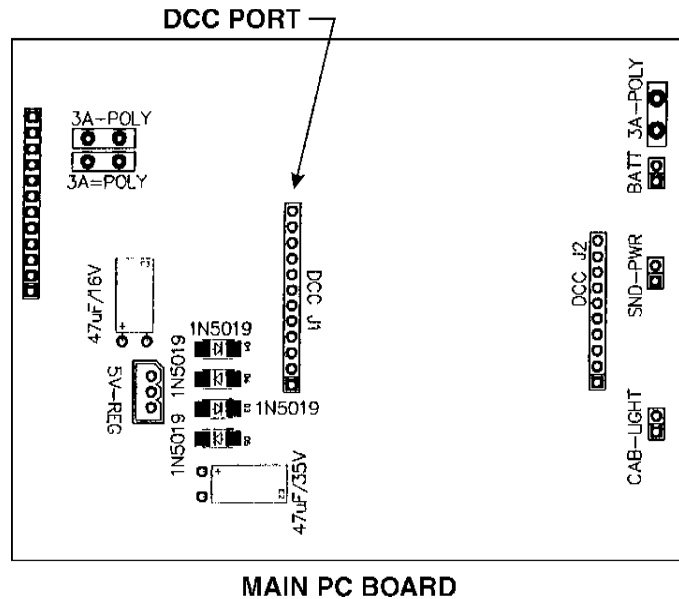 DCC PORT
3A-POLY
3A=POLY
3A-POLY
BATT
DCC J1
DCC J2
SND-PWR
47uF/16V
+
1N5019
1N5019
5V-REG
1N5019
1N5019
CAB-LIGHT
+
47uF/35V
MAIN PC BOARD